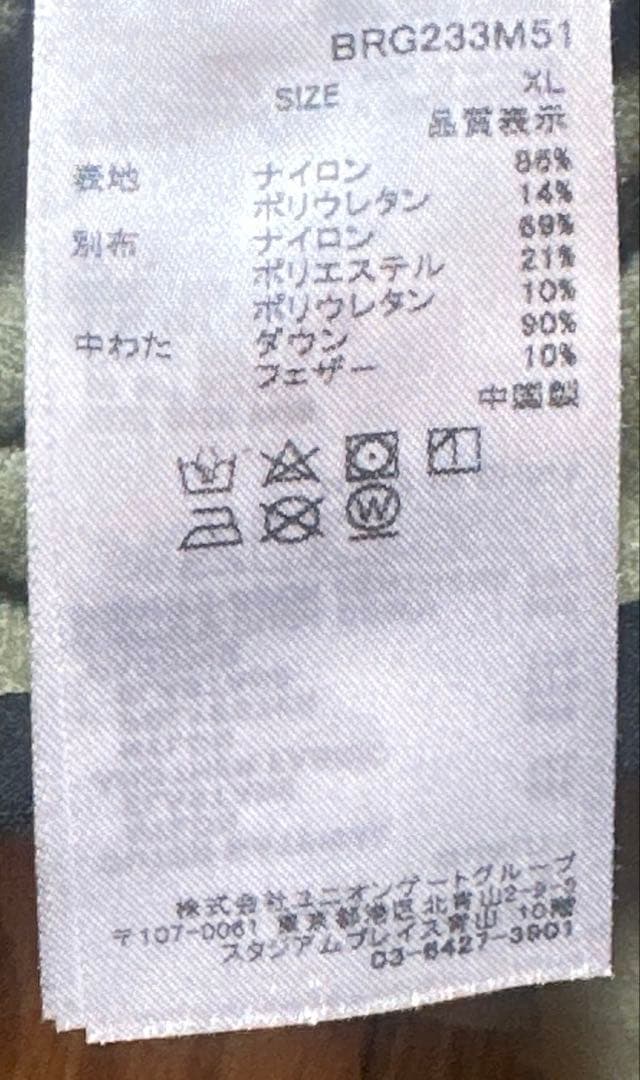 BRG233M51
SIZE XL
品質表示
表地 ナイロン 86%
ポリウレタン 14%
別布 ナイロン 69%
ポリエステル 21%
ポリウレタン 10%
中わた ダウン 90%
フェザー 10%
中国製
W
株式会社ユニオンゲートグループ
〒107-0061 東京都港区北青山2-9-5
スタジアムプレイス青山 10階
03-6427-3901